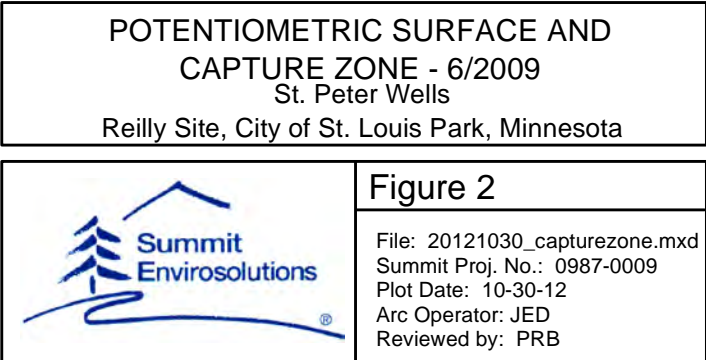 POTENTIOMETRIC SURFACE AND
CAPTURE ZONE - 6/2009
St. Peter Wells
Reilly Site, City of St. Louis Park, Minnesota
Summit
Envirosolutions
®
Figure 2
File: 20121030_capturezone.mxd
Summit Proj. No.: 0987-0009
Plot Date: 10-30-12
Arc Operator: JED
Reviewed by: PRB